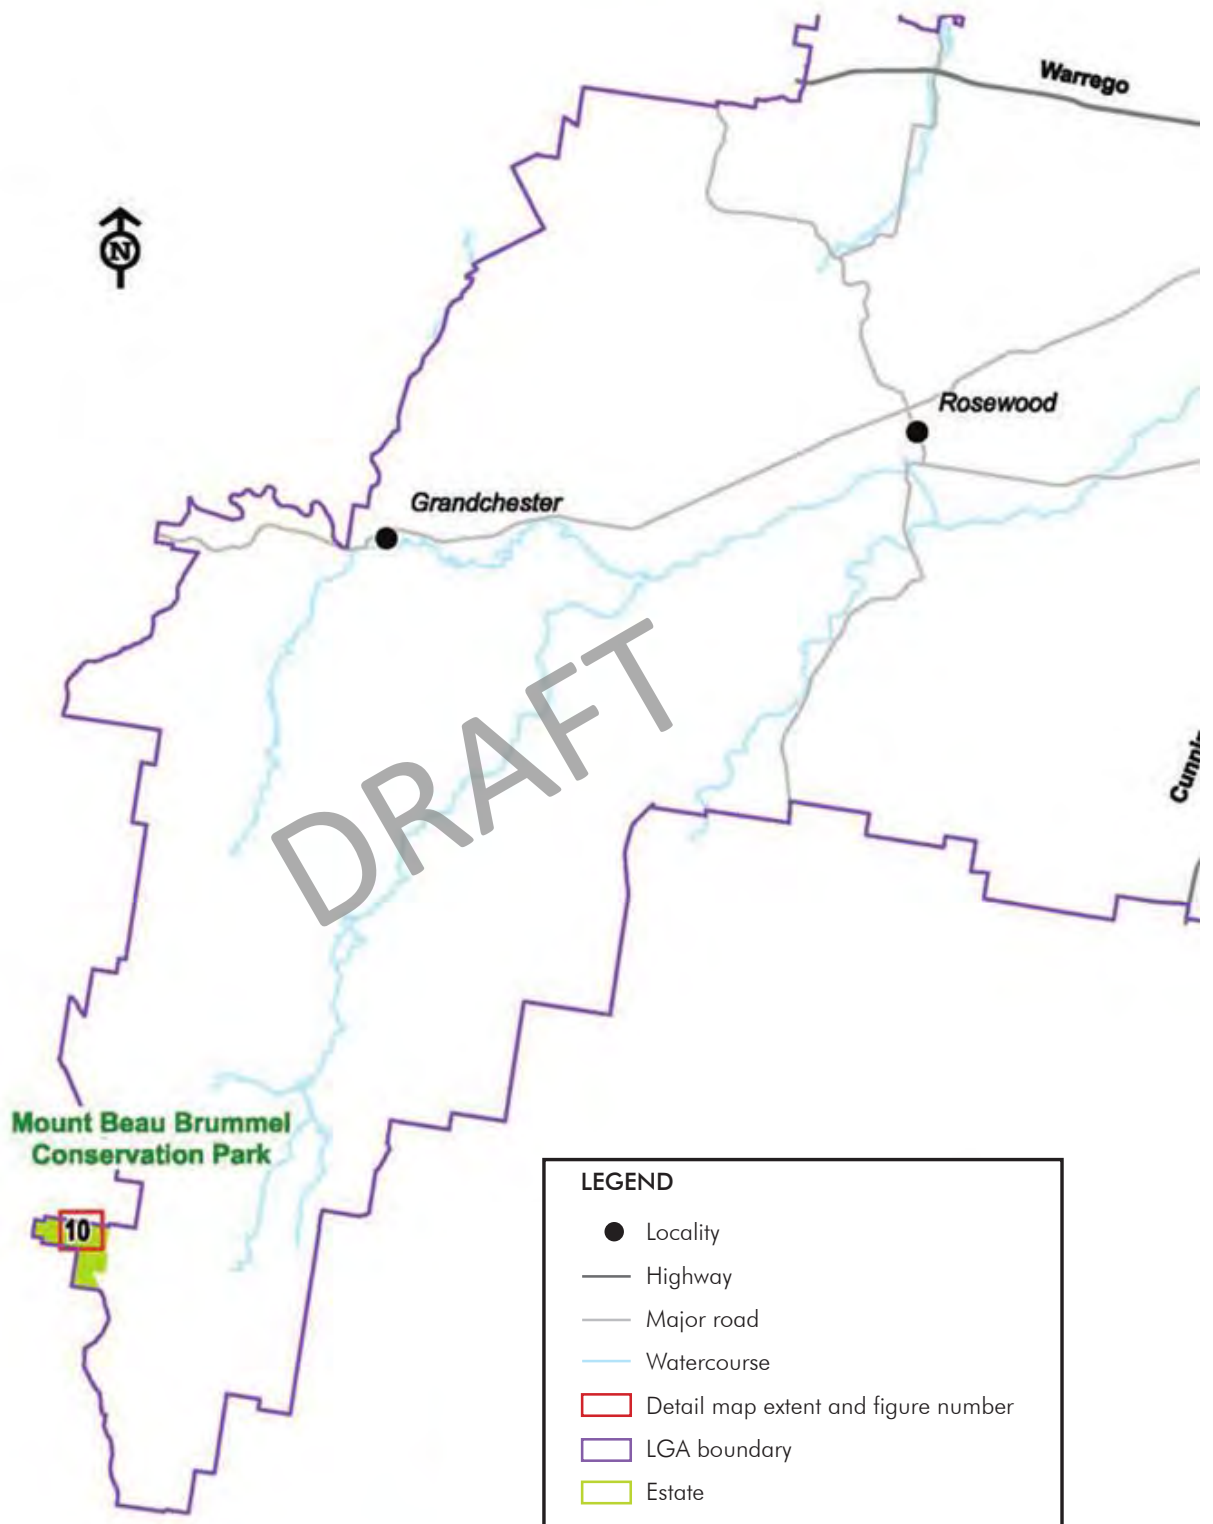 Warrego
N
Rosewood
Grandchester
DRAFT
Mount Beau Brummel
Conservation Park
10
LEGEND
Locality
Highway
Major road
Watercourse
Detail map extent and figure number
LGA boundary
Estate